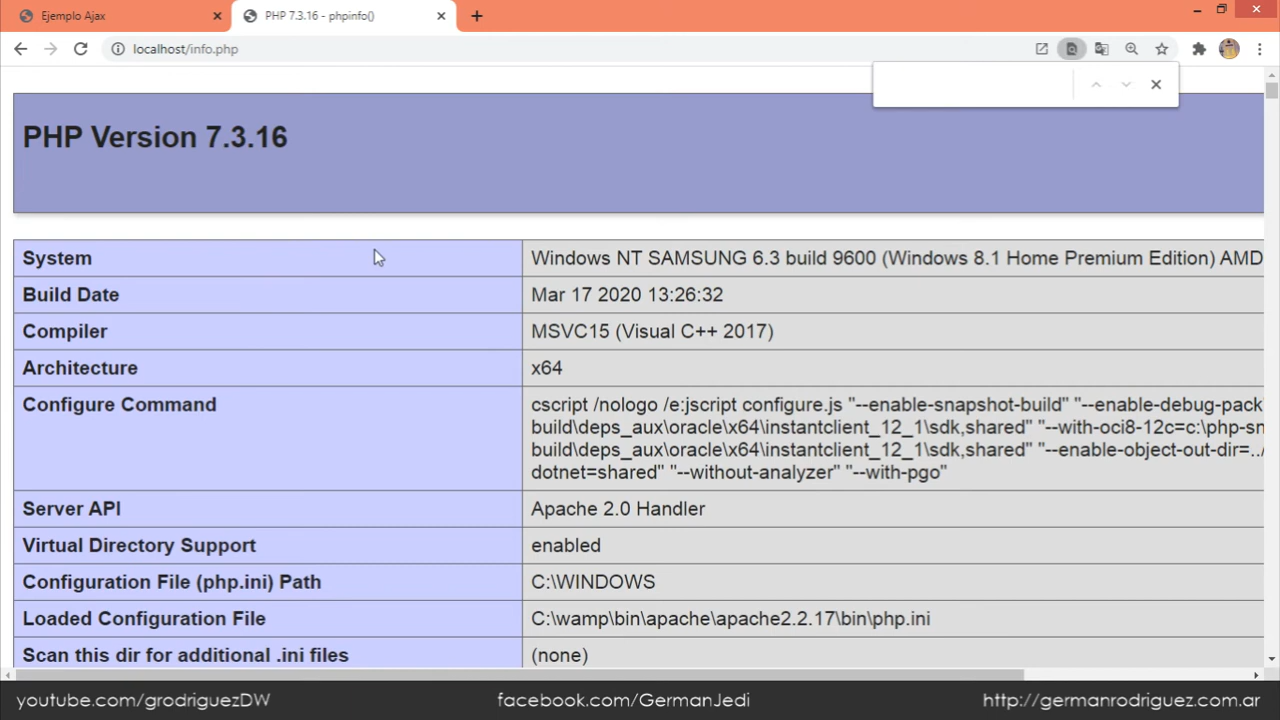 Ejemplo Ajax
PHP 7.3.16 - phpinfo()
localhost/info.php
PHP Version 7.3.16
System
Windows NT SAMSUNG 6.3 build 9600 (Windows 8.1 Home Premium Edition) AMD
Build Date
Mar 17 2020 13:26:32
Compiler
MSVC15 (Visual C++ 2017)
Architecture
x64
Configure Command
cscript /nologo /e:jscript configure.js "--enable-snapshot-build" "--enable-debug-pack
build\deps_aux\oracle\x64\instantclient_12_1\sdk,shared" "--with-oci8-12c=c:\php-sn
build\deps_aux\oracle\x64\instantclient_12_1\sdk,shared" "--enable-object-out-dir=../
dotnet=shared" "--without-analyzer" "--with-pgo"
Server API
Apache 2.0 Handler
Virtual Directory Support
enabled
Configuration File (php.ini) Path
C:\WINDOWS
Loaded Configuration File
C:\wamp\bin\apache\apache2.2.17\bin\php.ini
Scan this dir for additional .ini files
(none)
youtube.com/grodriguezDW
facebook.com/GermanJedi
http://germanrodriguez.com.ar